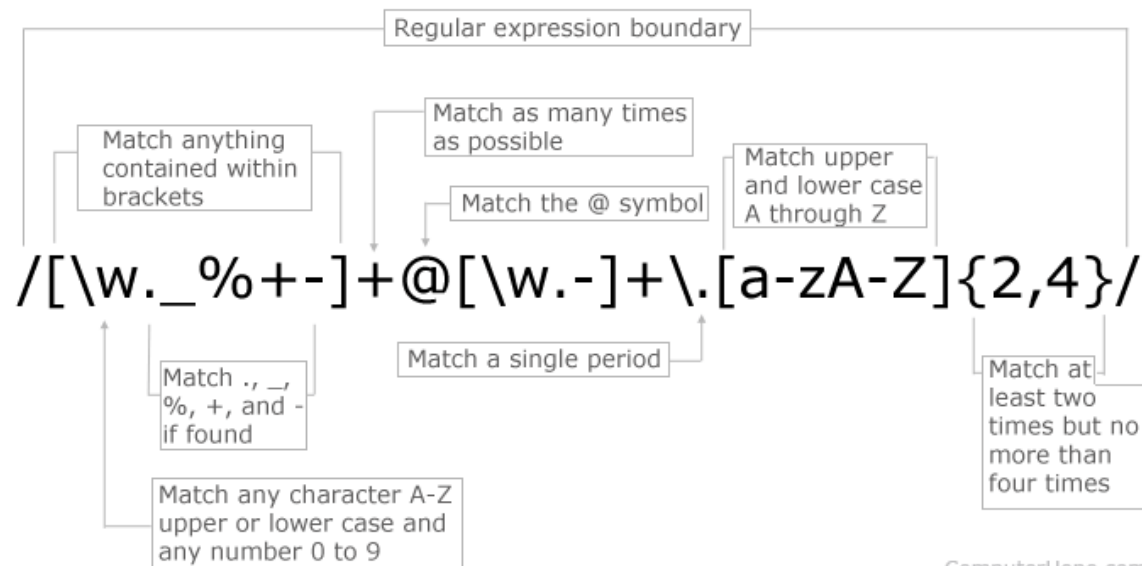 Regular expression boundary
Match as many times
as possible
Match anything
contained within
brackets
Match upper
and lower case
A through Z
Match the @ symbol
/[\w._%+-]+@[\w.-]+\.[a-zA-Z]{2,4}/
Match a single period
Match ., _,
%, +, and -
if found
Match at
least two
times but no
more than
four times
Match any character A-Z
upper or lower case and
any number 0 to 9